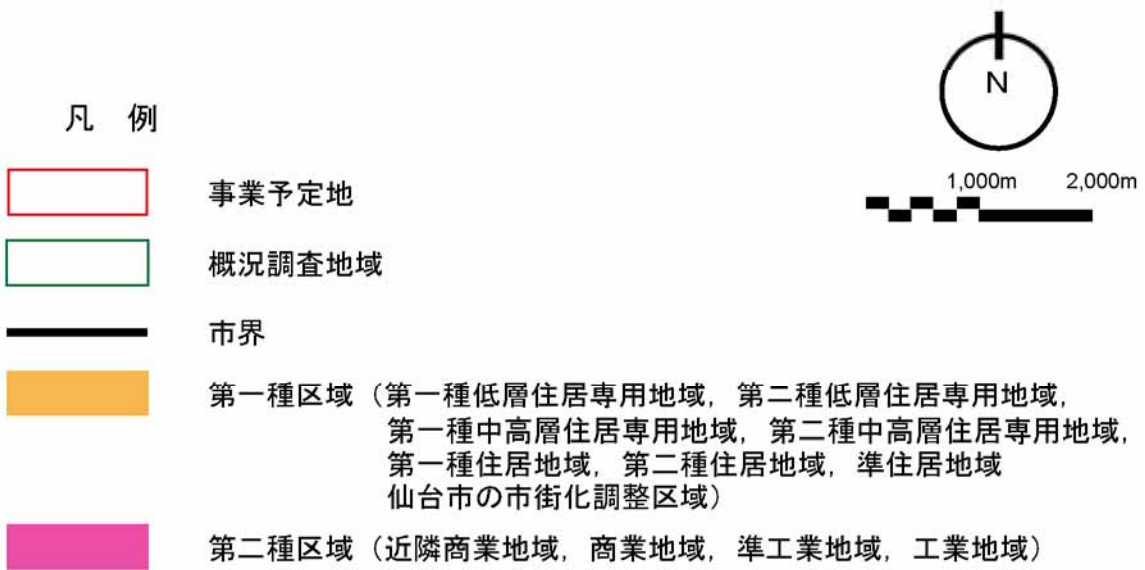 N
1,000m 2,000m
凡 例
事業予定地
概況調査地域
市界
第一種区域（第一種低層住居専用地域，第二種低層住居専用地域，
第一種中高層住居専用地域，第二種中高層住居専用地域，
第一種住居地域，第二種住居地域，準住居地域
仙台市の市街化調整区域）
第二種区域（近隣商業地域，商業地域，準工業地域，工業地域）